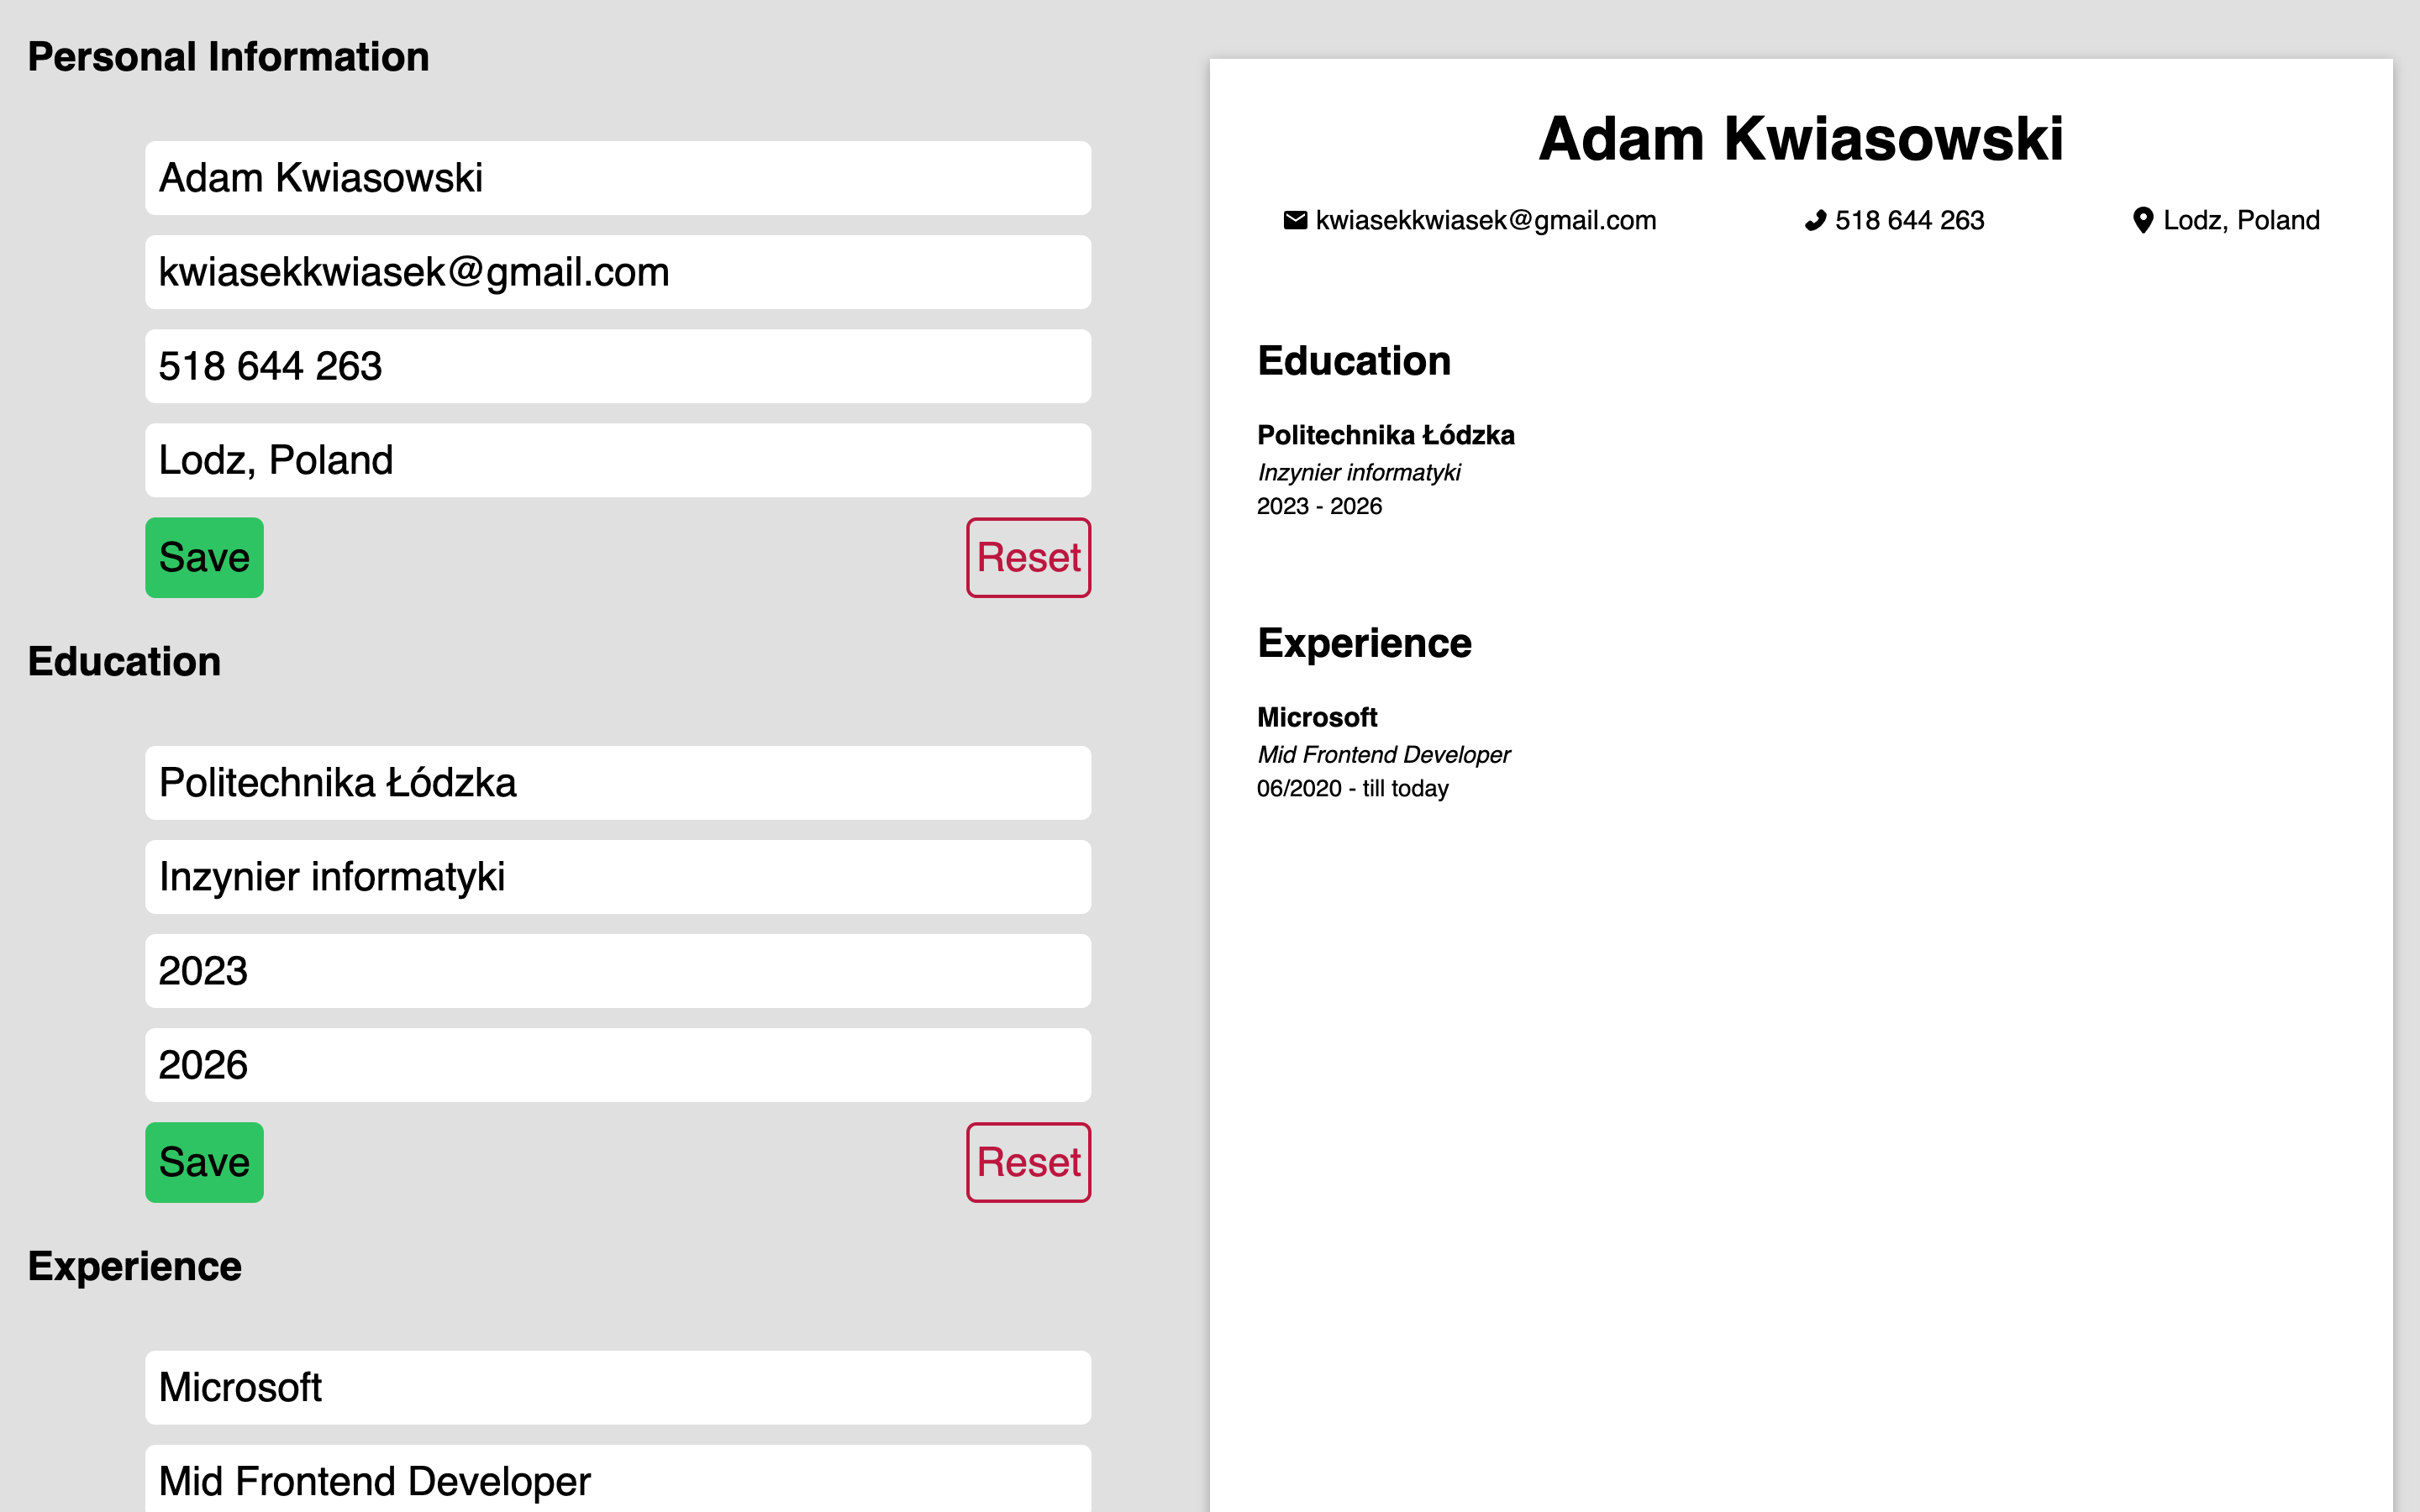 Personal Information
Adam Kwiasowski
kwiasekkwiasek@gmail.com
518 644 263
Lodz, Poland
Save
Reset
Education
Politechnika Łódzka
Inzynier informatyki
2023
2026
Save
Reset
Experience
Microsoft
Mid Frontend Developer
Adam Kwiasowski
kwiasekkwiasek@gmail.com 518 644 263 Lodz, Poland
Education
Politechnika Łódzka
Inzynier informatyki
2023 - 2026
Experience
Microsoft
Mid Frontend Developer
06/2020 - till today